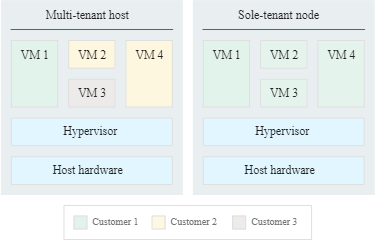 Multi-tenant host
VM 1
VM 2
VM 4
VM 3
Hypervisor
Host hardware
Sole-tenant node
VM 1
VM 2
VM 4
VM 3
Hypervisor
Host hardware
Customer 1
Customer 2
Customer 3